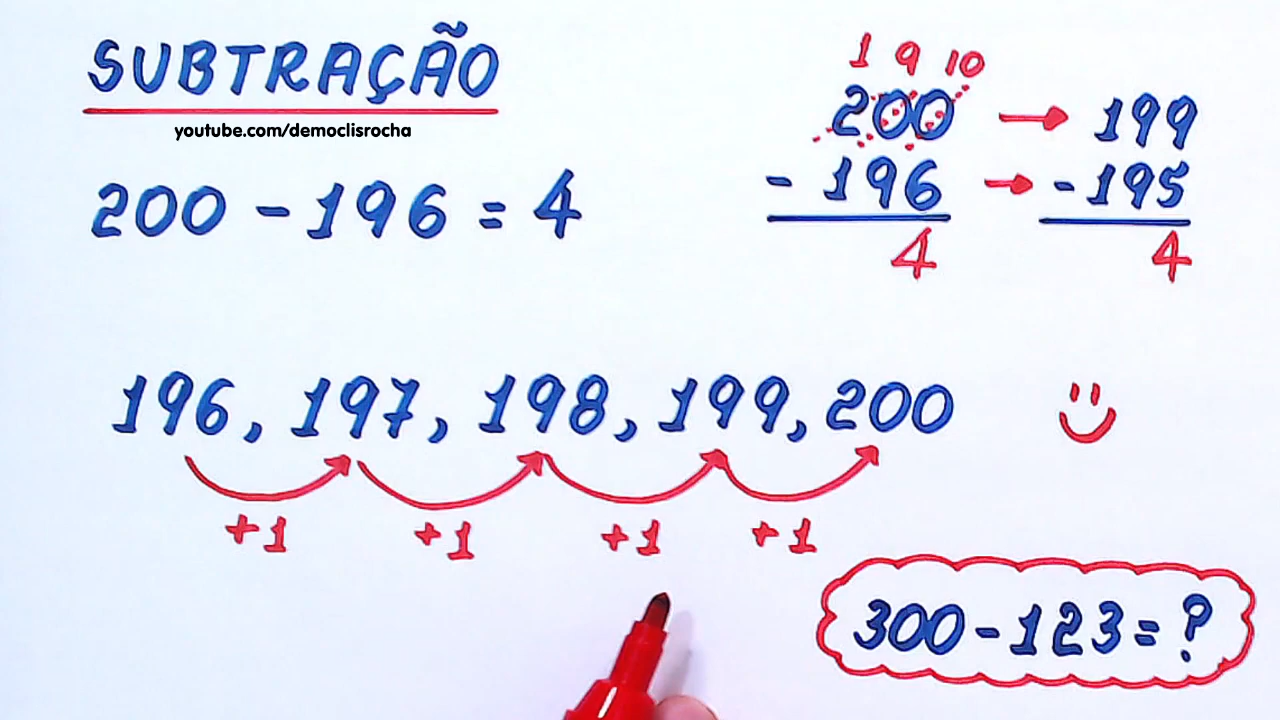 SUBTRAÇÃO
youtube.com/democlisrocha
200 - 196 = 4
1 9 10
200 → 199
- 196 → - 195
4 4
196, 197, 198, 199, 200
+1 +1 +1 +1
300 - 123 = ?